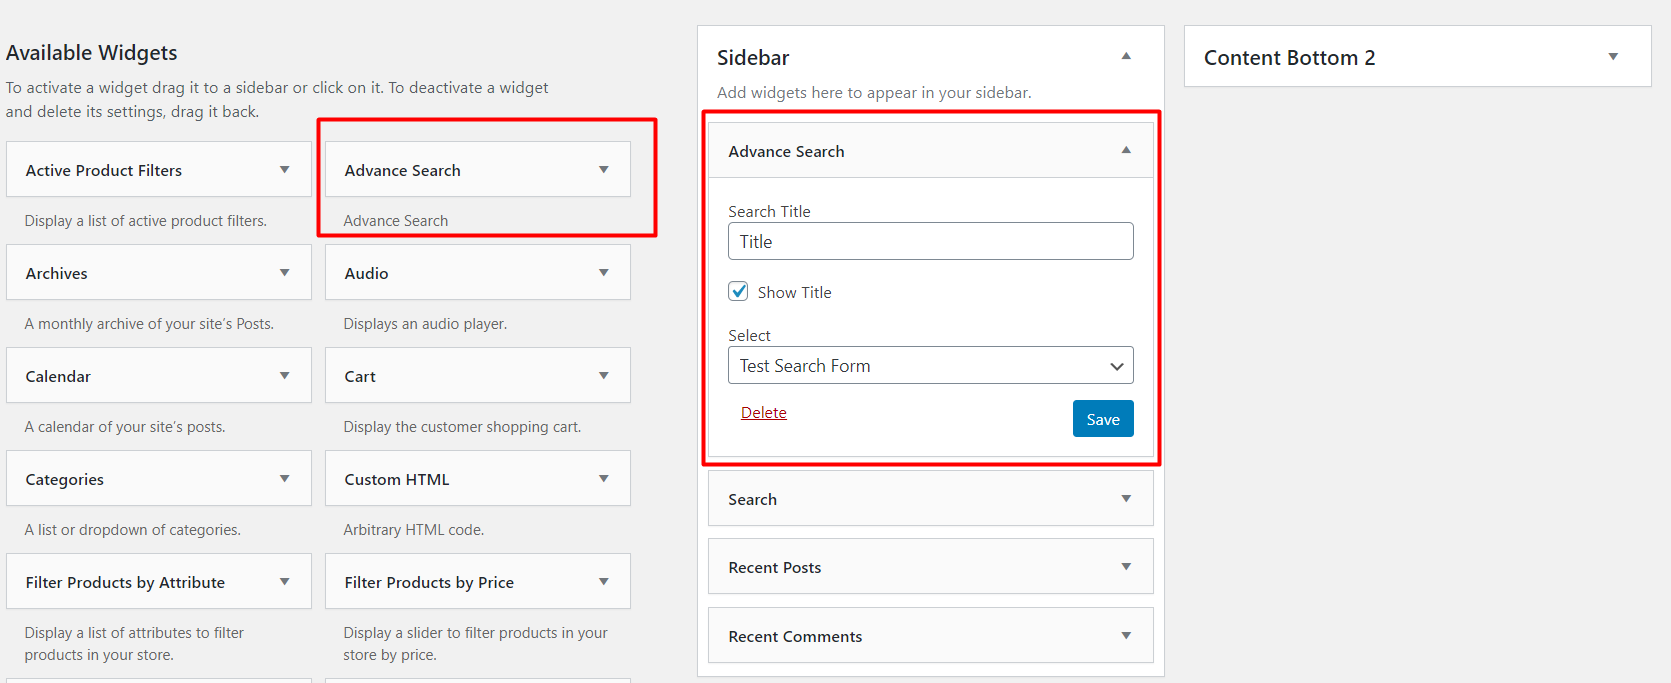 Available Widgets
To activate a widget drag it to a sidebar or click on it. To deactivate a widget
and delete its settings, drag it back.
Active Product Filters
Display a list of active product filters.
Advance Search
Advance Search
Archives
A monthly archive of your site's Posts.
Audio
Displays an audio player.
Calendar
A calendar of your site's posts.
Cart
Display the customer shopping cart.
Categories
A list or dropdown of categories.
Custom HTML
Arbitrary HTML code.
Filter Products by Attribute
Display a list of attributes to filter
products in your store.
Filter Products by Price
Display a slider to filter products in your
store by price.
Sidebar
Add widgets here to appear in your sidebar.
Advance Search
Search Title
Title
Show Title
Select
Test Search Form
Delete
Save
Search
Recent Posts
Recent Comments
Content Bottom 2